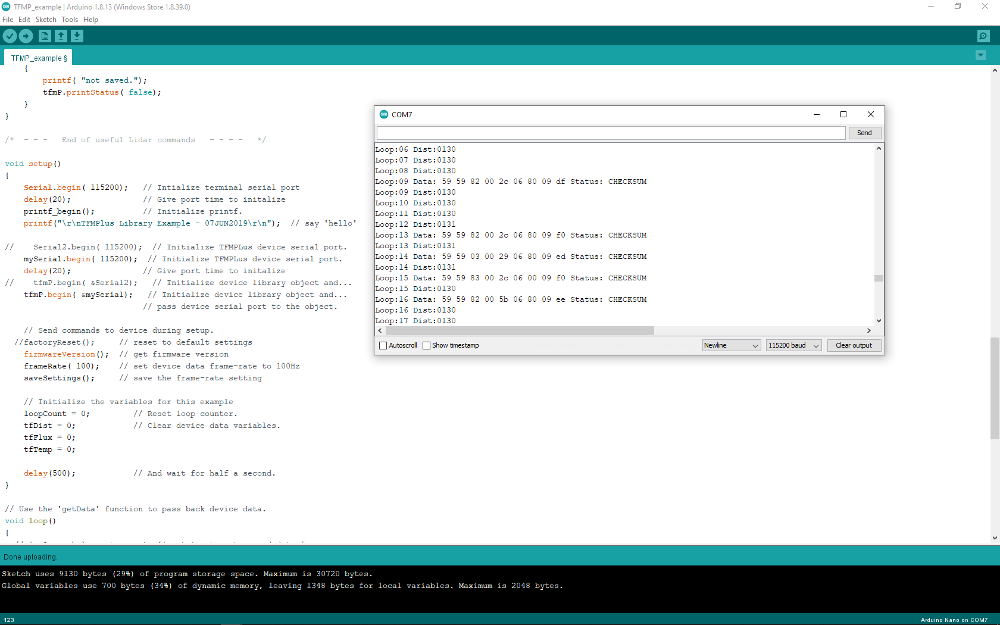 TFMP_example | Arduino 1.8.13 (Windows Store 1.8.39.0)
File Edit Sketch Tools Help
TFMP_example §
    {
        printf( "not saved.");
        tfmP.printStatus( false);
    }
}
/*  - - -   End of useful Lidar commands   - - - -   */
void setup()
{
    Serial.begin( 115200);   // Intialize terminal serial port
    delay(20);               // Give port time to initalize
    printf_begin();          // Initialize printf.
    printf("\r\nTFMPlus Library Example - 07JUN2019\r\n");  // say 'hello'
//    Serial2.begin( 115200);  // Initialize TFMPLus device serial port.
    mySerial.begin( 115200);  // Initialize TFMPLus device serial port.
    delay(20);               // Give port time to initalize
//    tfmP.begin( &Serial2);   // Initialize device library object and...
    tfmP.begin( &mySerial);   // Initialize device library object and...
                             // pass device serial port to the object.
    // Send commands to device during setup.
  //factoryReset();     // reset to default settings
    firmwareVersion();  // get firmware version
    frameRate( 100);    // set device data frame-rate to 100Hz
    saveSettings();     // save the frame-rate setting
    // Initialize the variables for this example
    loopCount = 0;         // Reset loop counter.
    tfDist = 0;            // Clear device data variables.
    tfFlux = 0;
    tfTemp = 0;
    delay(500);            // And wait for half a second.
}
// Use the 'getData' function to pass back device data.
void loop()
{
COM7
Send
Loop:06 Dist:0130
Loop:07 Dist:0130
Loop:08 Dist:0130
Loop:09 Data: 59 59 82 00 2c 06 80 09 df Status: CHECKSUM
Loop:09 Dist:0130
Loop:10 Dist:0130
Loop:11 Dist:0130
Loop:12 Dist:0131
Loop:13 Data: 59 59 82 00 2c 06 80 09 f0 Status: CHECKSUM
Loop:13 Dist:0131
Loop:14 Data: 59 59 03 00 29 06 80 09 ed Status: CHECKSUM
Loop:14 Dist:0131
Loop:15 Data: 59 59 83 00 2c 06 00 09 f0 Status: CHECKSUM
Loop:15 Dist:0130
Loop:16 Data: 59 59 82 00 5b 06 80 09 ee Status: CHECKSUM
Loop:16 Dist:0130
Loop:17 Dist:0130
Autoscroll Show timestamp Newline 115200 baud Clear output
Done uploading.
Sketch uses 9130 bytes (29%) of program storage space. Maximum is 30720 bytes.
Global variables use 700 bytes (34%) of dynamic memory, leaving 1348 bytes for local variables. Maximum is 2048 bytes.
123 Arduino Nano on COM7